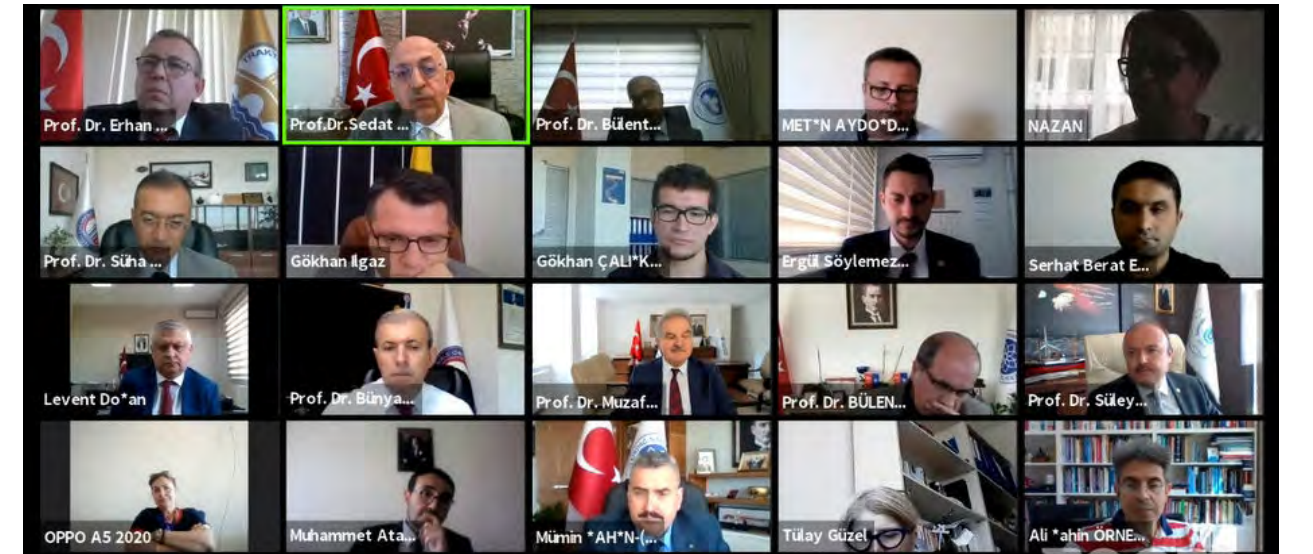 Prof. Dr. Erhan ...
Prof.Dr.Sedat ...
Prof. Dr. Bülent...
MET*N AYDO*D...
NAZAN
Prof. Dr. Süha ...
Gökhan Ilgaz
Gökhan ÇALI*K...
Ergül Söylemez...
Serhat Berat E...
Levent Do*an
Prof. Dr. Bünya...
Prof. Dr. Muzaf...
Prof. Dr. BÜLEN...
Prof. Dr. Süley...
OPPO A5 2020
Muhammet Ata...
Mümin *AH*N-(...
Tülay Güzel
Ali *ahin ÖRNE...